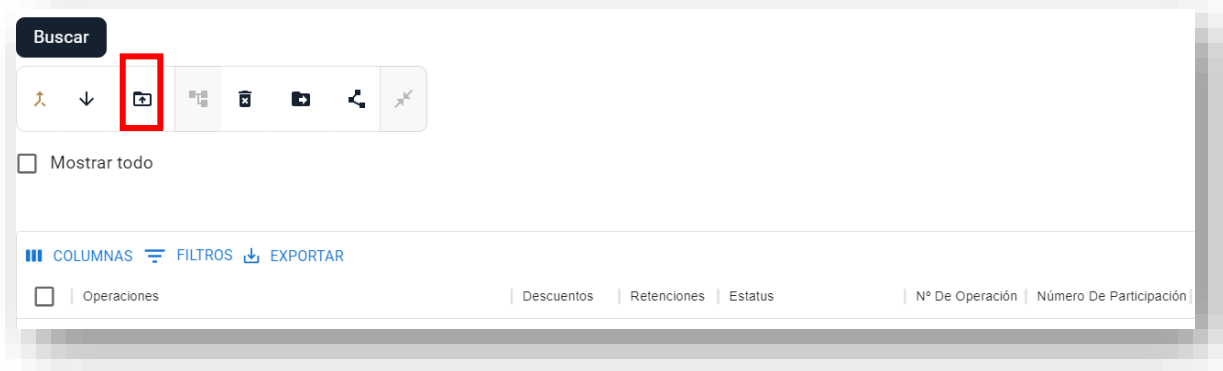 Buscar
Mostrar todo
COLUMNAS FILTROS EXPORTAR
Operaciones Descuentos Retenciones Estatus Nº De Operación Número De Participación